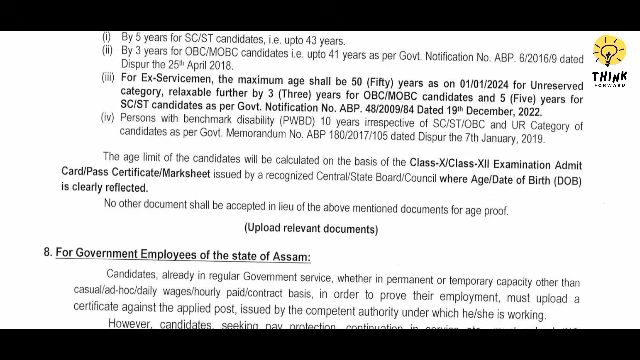 (i) By 5 years for SC/ST candidates, i.e. upto 43 years.
(ii) By 3 years for OBC/MOBC candidates, i.e. upto 41 years as per Govt. Notification No. ABP. 6/2016/9 dated
Dispur the 25th April 2018.
(iii) For Ex-Servicemen, the maximum age shall be 50 (Fifty) years as on 01/01/2024 for Unreserved
category, relaxable further by 3 (Three) years for OBC/MOBC candidates and 5 (Five) years for
SC/ST candidates as per Govt. Notification No. ABP. 48/2009/84 Dated 19th December, 2022.
(iv) Persons with benchmark disability (PWBD) 10 years irrespective of SC/ST/OBC and UR Category of
candidates as per Govt. Memorandum No. ABP 180/2017/105 dated Dispur the 7th January, 2019.
The age limit of the candidates will be calculated on the basis of the Class-X/Class-XII Examination Admit
Card/Pass Certificate/Marksheet issued by a recognized Central/State Board/Council where Age/Date of Birth (DOB)
is clearly reflected.
No other document shall be accepted in lieu of the above mentioned documents for age proof.
(Upload relevant documents)
8. For Government Employees of the state of Assam:
Candidates, already in regular Government service, whether in permanent or temporary capacity other than
casual/ad-hoc/daily wages/hourly paid/contract basis, in order to prove their employment, must upload a
certificate against the applied post, issued by the competent authority under which he/she is working.
However, candidates, seeking pay protection, continuation in service
THINK
FORWARD